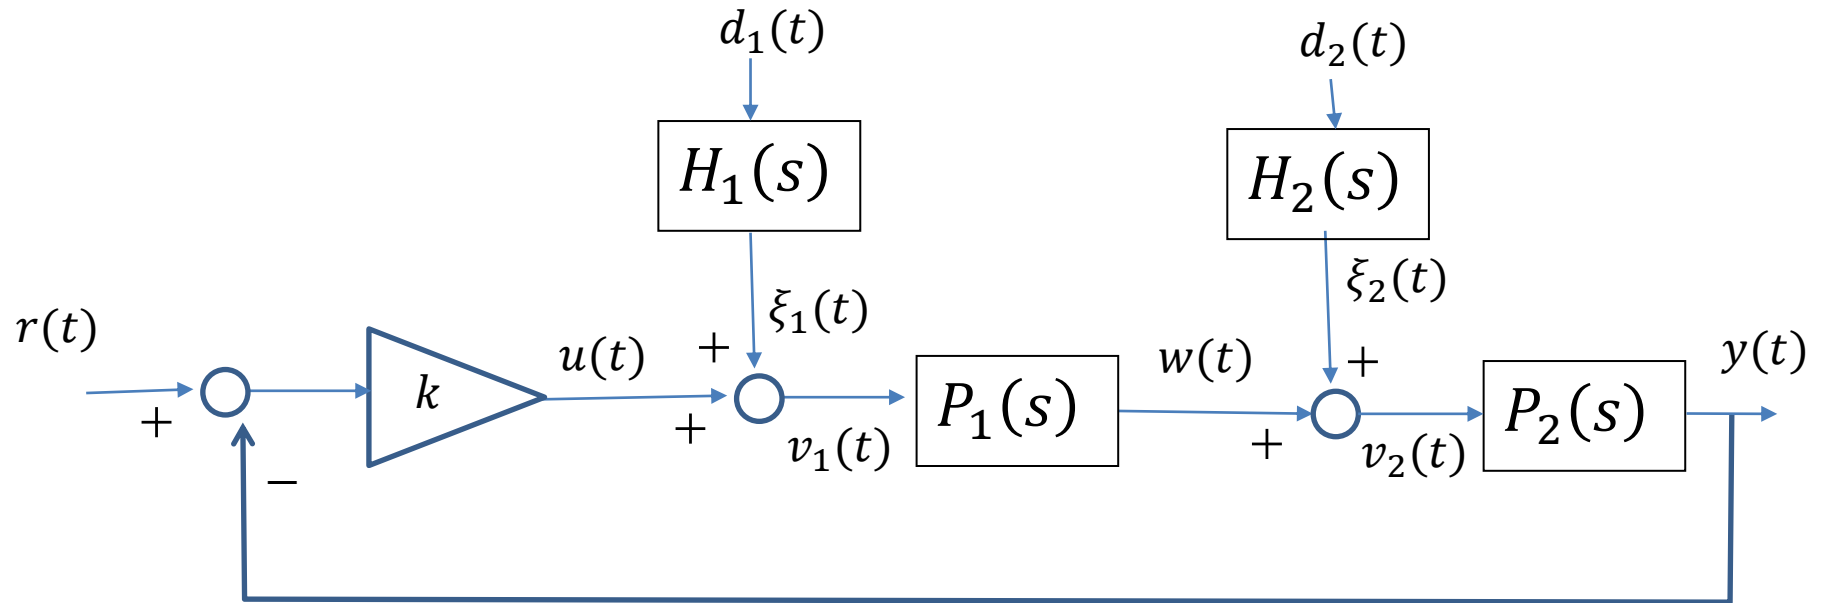 d₁(t)
d₂(t)
H₁(s)
H₂(s)
ξ₁(t)
ξ₂(t)
r(t)
+
−
k
u(t)
+
+
v₁(t)
P₁(s)
w(t)
+
+
v₂(t)
P₂(s)
y(t)